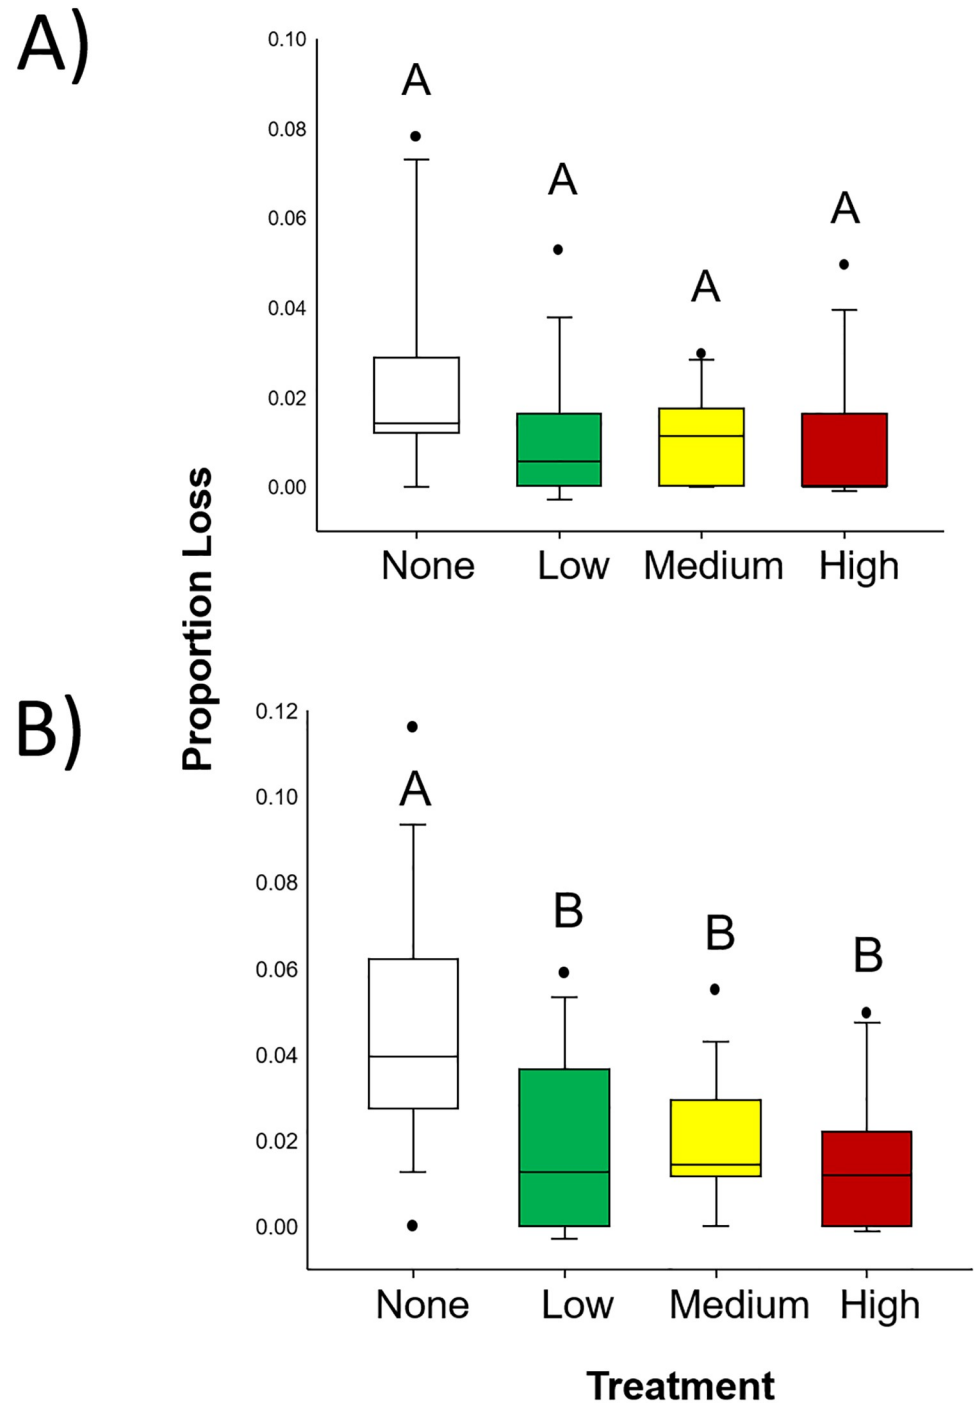 A)
0.10
A
0.08
A
A
0.06
A
0.04
0.02
0.00
None Low Medium High
Proportion Loss
B)
0.12
A
0.10
B
0.08
B
B
0.06
0.04
0.02
0.00
None Low Medium High
Treatment